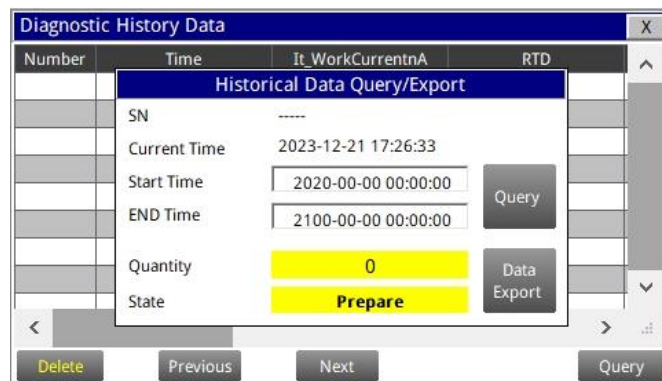 Diagnostic History Data X
Number Time It_WorkCurrentnA RTD
Historical Data Query/Export
SN -----
Current Time 2023-12-21 17:26:33
Start Time 2020-00-00 00:00:00
Query
END Time 2100-00-00 00:00:00
Quantity 0
Data
Export
State Prepare
Delete Previous Next Query